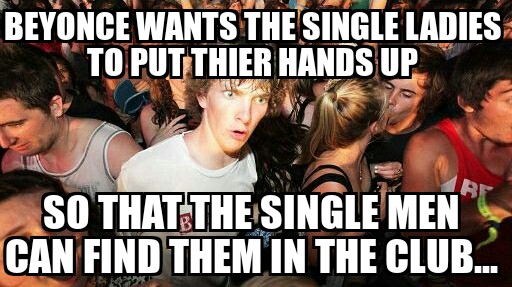 BEYONCE WANTS THE SINGLE LADIES
TO PUT THIER HANDS UP
SO THAT THE SINGLE MEN
CAN FIND THEM IN THE CLUB...